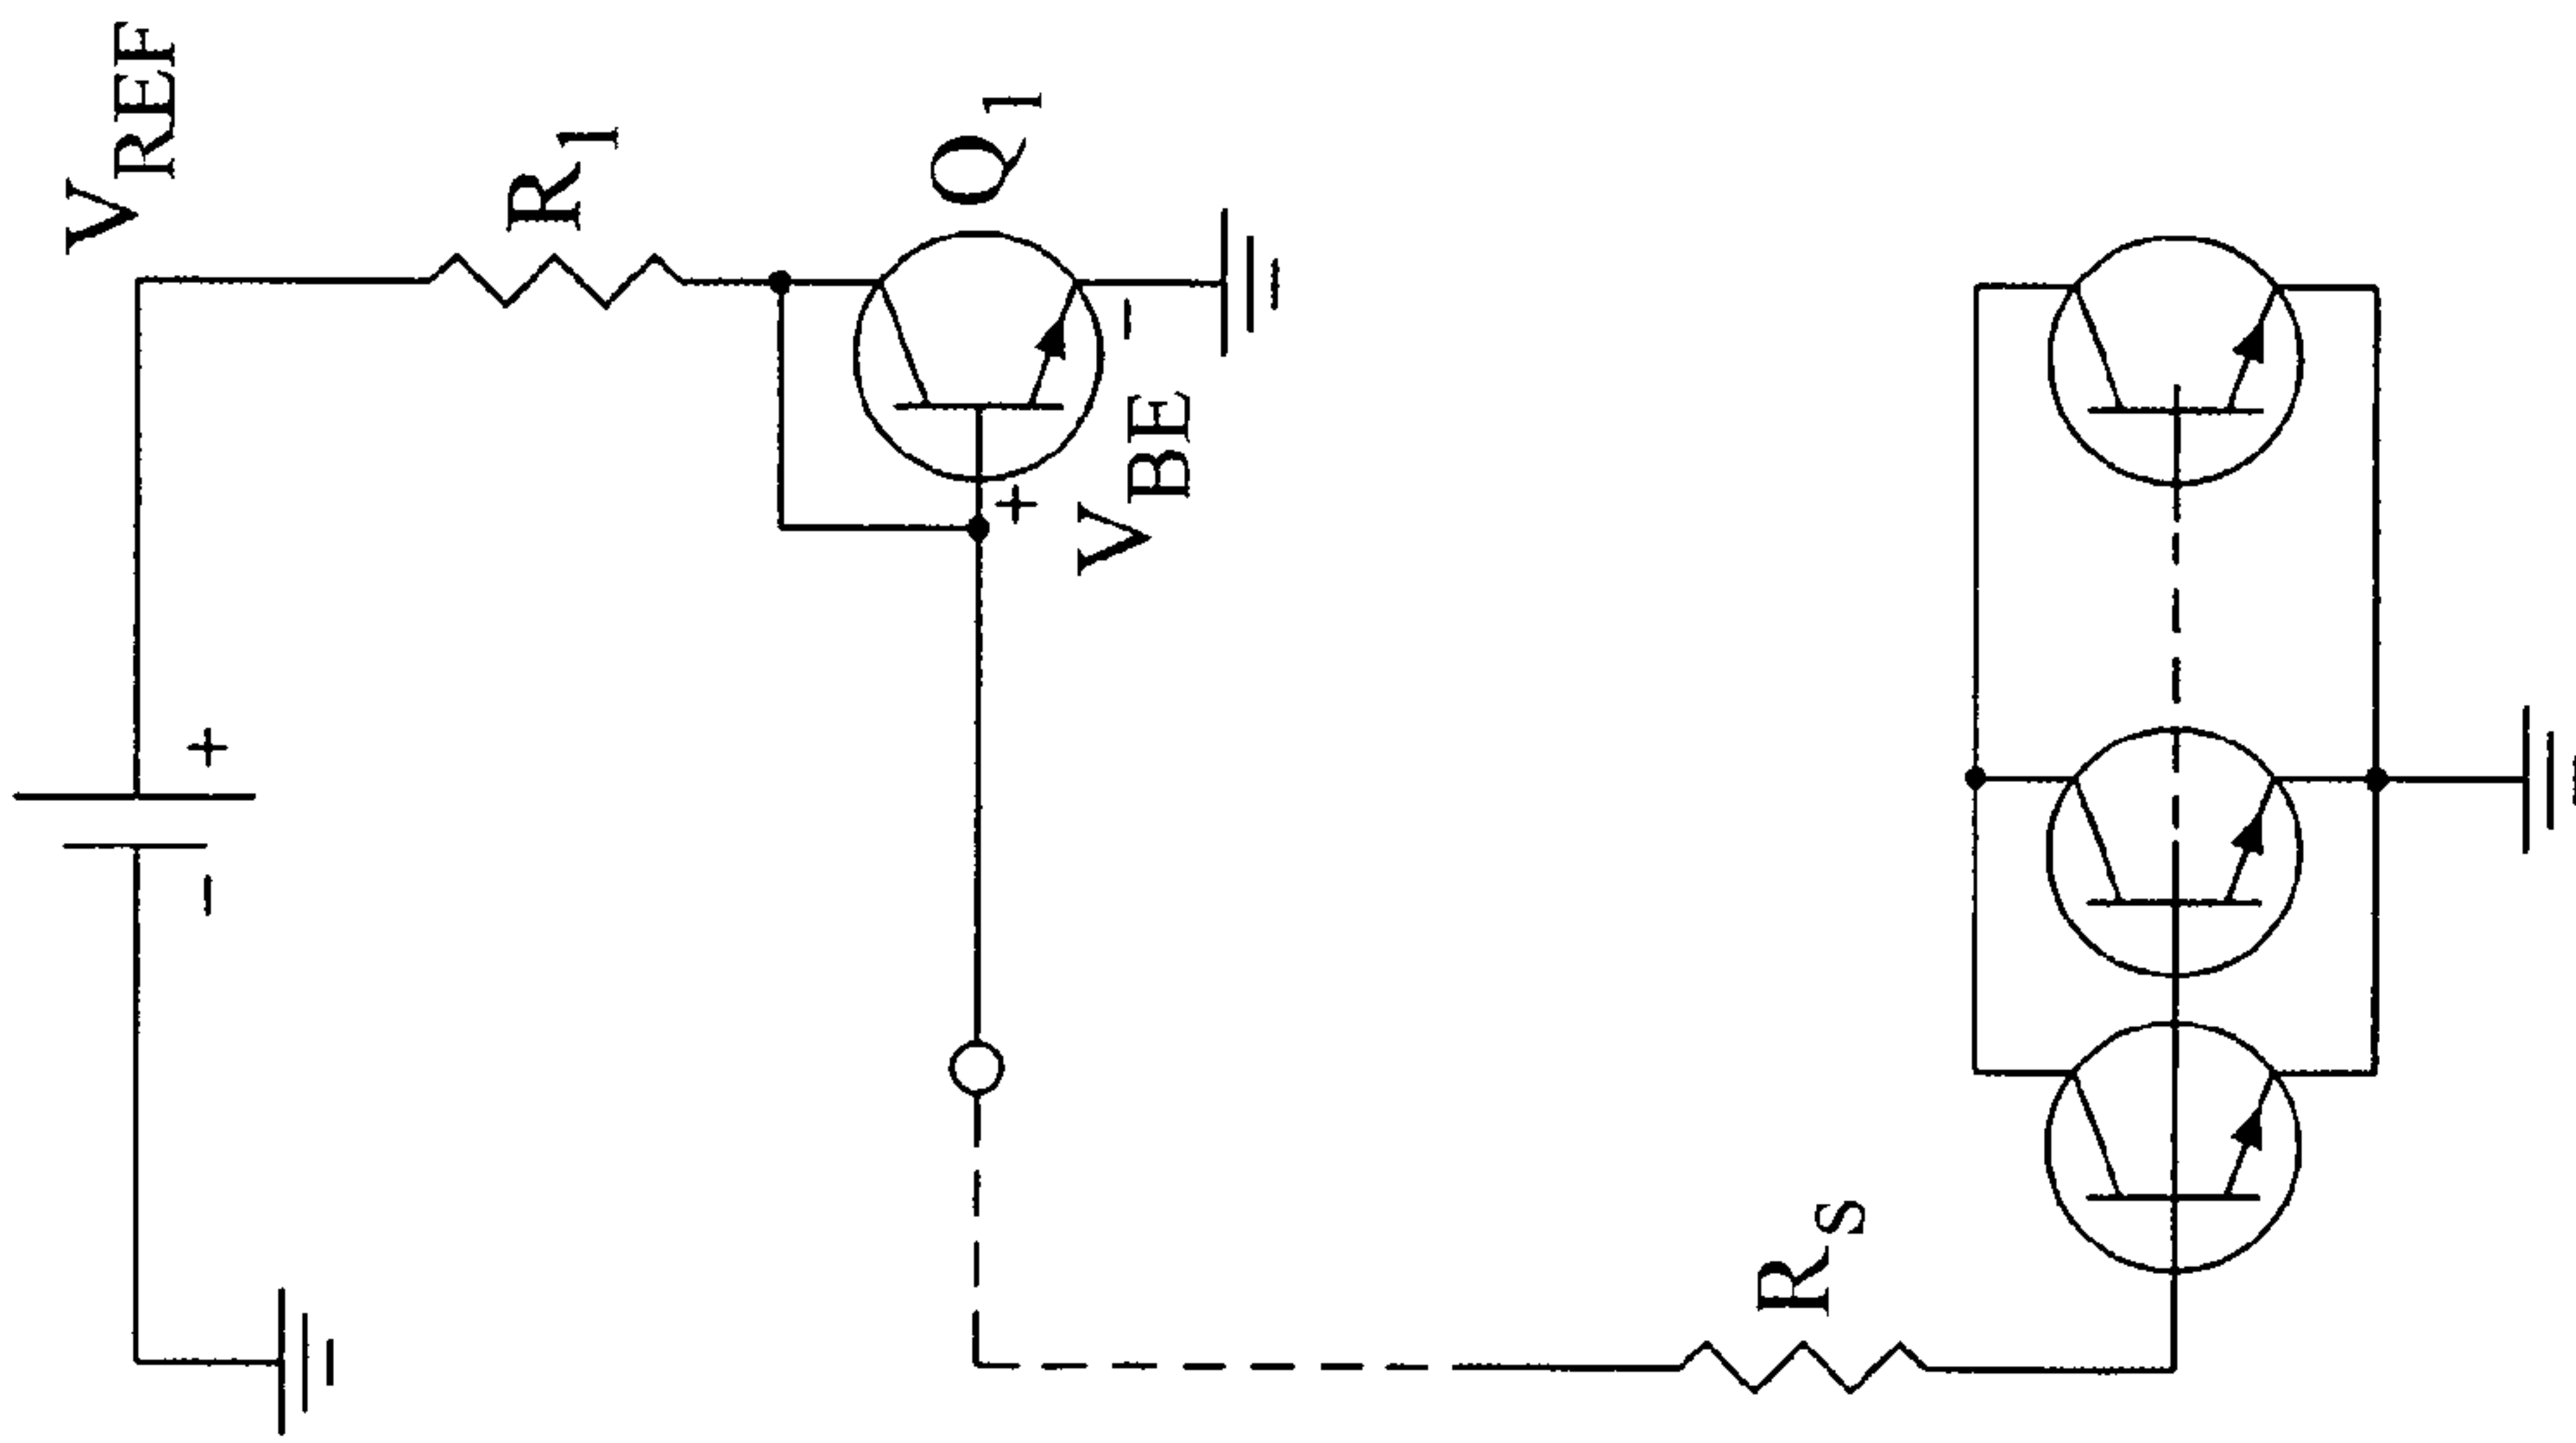 V_REF
R_1
Q_1
+
-
+
-
V_BE
R_S